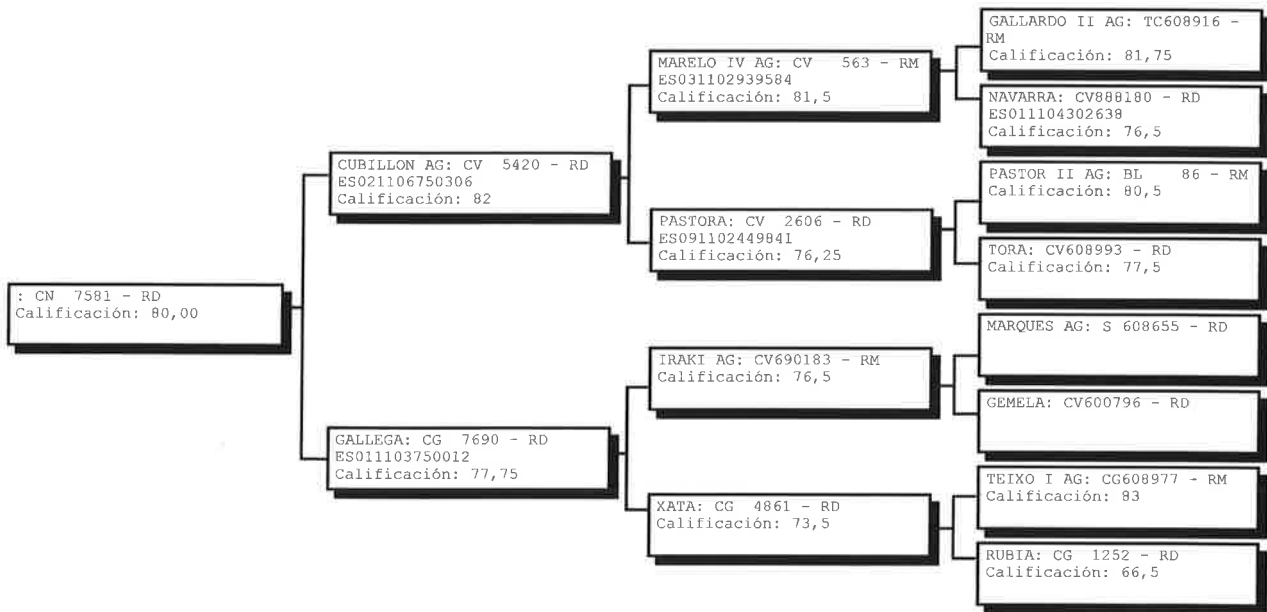 : CN 7581 - RD
Calificación: 80,00
CUBILLON AG: CV 5420 - RD
ES021106750306
Calificación: 82
GALLEGA: CG 7690 - RD
ES011103750012
Calificación: 77,75
MARELO IV AG: CV 563 - RM
ES031102939584
Calificación: 81,5
PASTORA: CV 2606 - RD
ES091102449841
Calificación: 76,25
IRAKI AG: CV690183 - RM
Calificación: 76,5
XATA: CG 4861 - RD
Calificación: 73,5
GALLARDO II AG: TC608916 -
RM
Calificación: 81,75
NAVARRA: CV888180 - RD
ES011104302638
Calificación: 76,5
PASTOR II AG: BL 86 - RM
Calificación: 80,5
TORA: CV608993 - RD
Calificación: 77,5
MARQUES AG: S 608655 - RD
GEMELA: CV600796 - RD
TEIXO I AG: CG608977 - RM
Calificación: 83
RUBIA: CG 1252 - RD
Calificación: 66,5